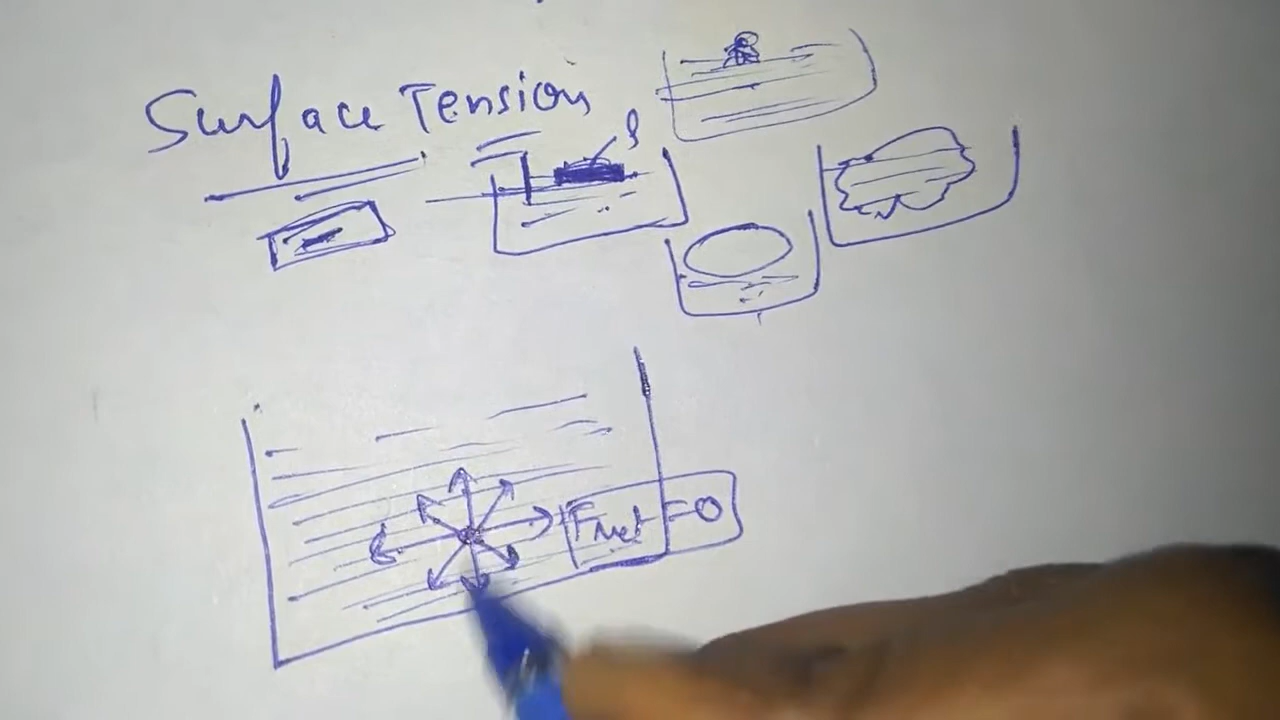 Surface Tension
Fnet = 0